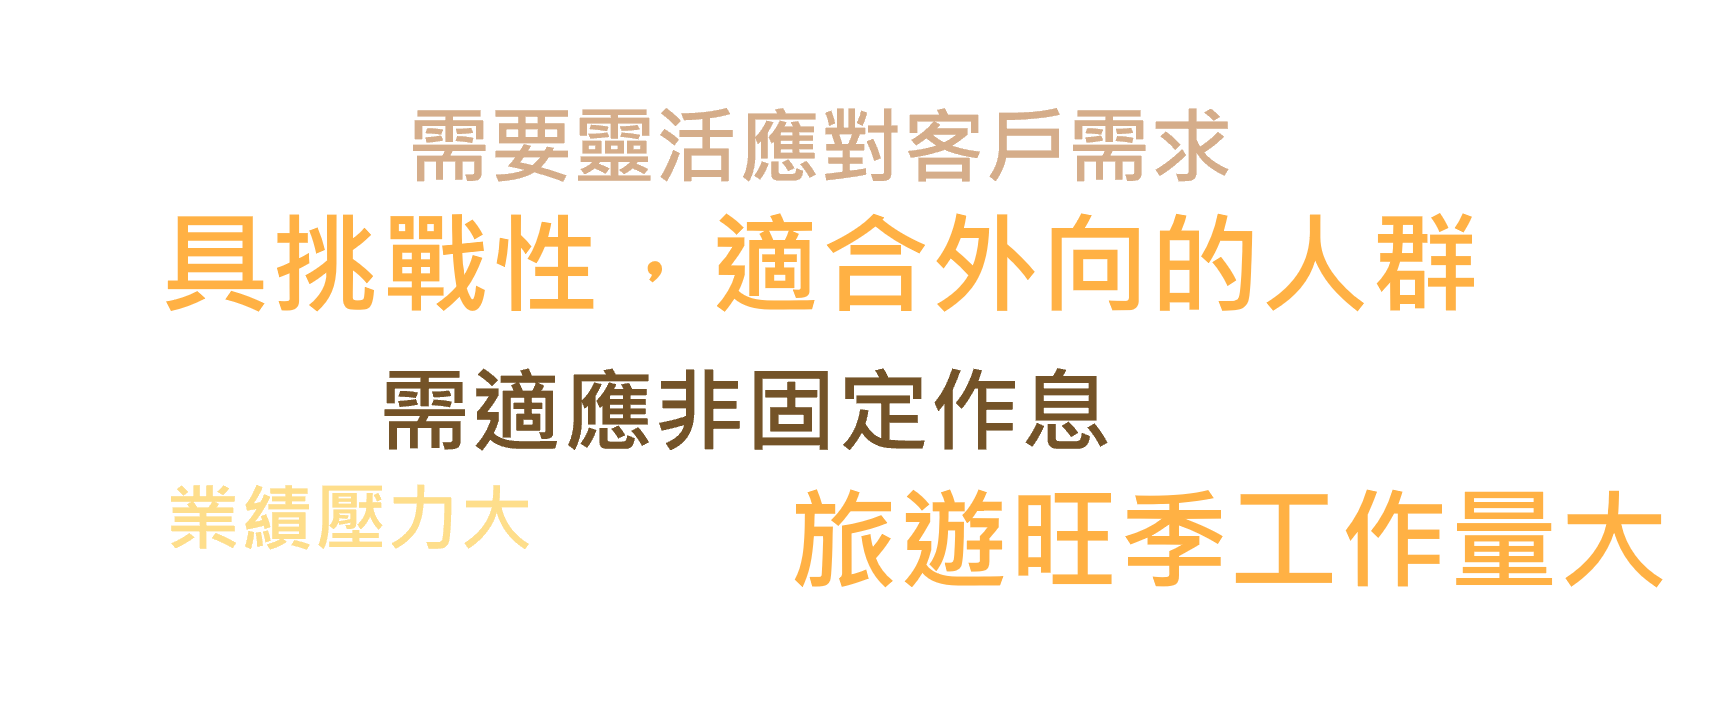 需要靈活應對客戶需求
具挑戰性，適合外向的人群
需適應非固定作息
業績壓力大
旅遊旺季工作量大